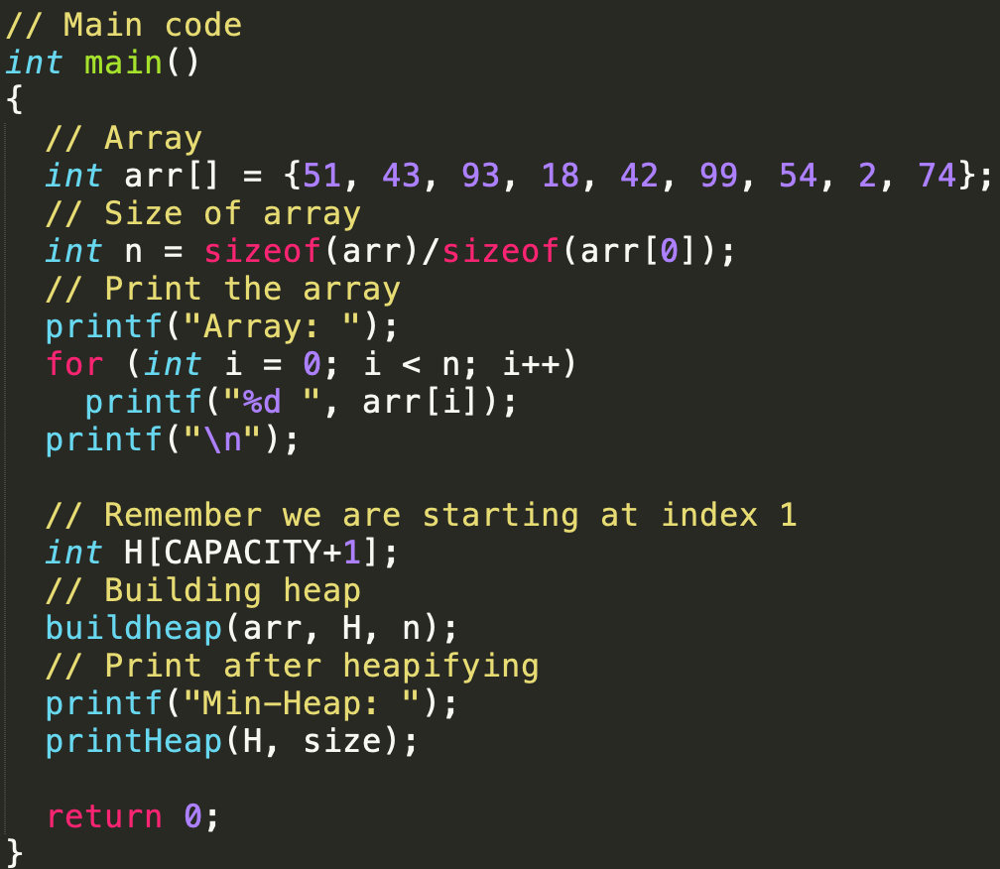 // Main code
int main()
{
  // Array
  int arr[] = {51, 43, 93, 18, 42, 99, 54, 2, 74};
  // Size of array
  int n = sizeof(arr)/sizeof(arr[0]);
  // Print the array
  printf("Array: ");
  for (int i = 0; i < n; i++)
    printf("%d ", arr[i]);
  printf("\n");

  // Remember we are starting at index 1
  int H[CAPACITY+1];
  // Building heap
  buildheap(arr, H, n);
  // Print after heapifying
  printf("Min-Heap: ");
  printHeap(H, size);

  return 0;
}